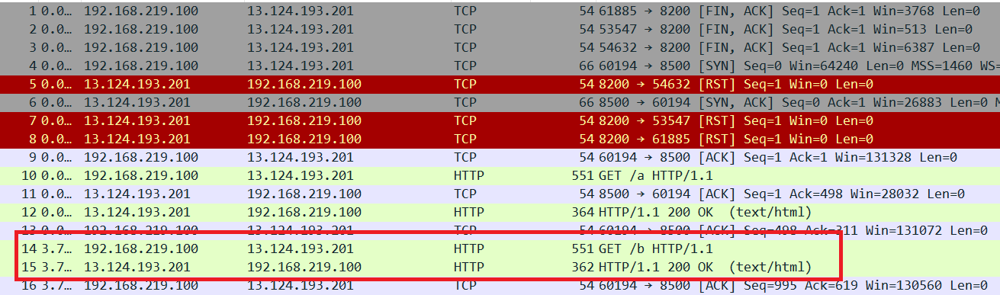 1 0.0… 192.168.219.100 13.124.193.201 TCP 54 61885 → 8200 [FIN, ACK] Seq=1 Ack=1 Win=3768 Len=0
2 0.0… 192.168.219.100 13.124.193.201 TCP 54 53547 → 8200 [FIN, ACK] Seq=1 Ack=1 Win=513 Len=0
3 0.0… 192.168.219.100 13.124.193.201 TCP 54 54632 → 8200 [FIN, ACK] Seq=1 Ack=1 Win=6387 Len=0
4 0.0… 192.168.219.100 13.124.193.201 TCP 66 60194 → 8500 [SYN] Seq=0 Win=64240 Len=0 MSS=1460 WS=
5 0.0… 13.124.193.201 192.168.219.100 TCP 54 8200 → 54632 [RST] Seq=1 Win=0 Len=0
6 0.0… 13.124.193.201 192.168.219.100 TCP 66 8500 → 60194 [SYN, ACK] Seq=0 Ack=1 Win=26883 Len=0 M
7 0.0… 13.124.193.201 192.168.219.100 TCP 54 8200 → 53547 [RST] Seq=1 Win=0 Len=0
8 0.0… 13.124.193.201 192.168.219.100 TCP 54 8200 → 61885 [RST] Seq=1 Win=0 Len=0
9 0.0… 192.168.219.100 13.124.193.201 TCP 54 60194 → 8500 [ACK] Seq=1 Ack=1 Win=131328 Len=0
10 0.0… 192.168.219.100 13.124.193.201 HTTP 551 GET /a HTTP/1.1
11 0.0… 13.124.193.201 192.168.219.100 TCP 54 8500 → 60194 [ACK] Seq=1 Ack=498 Win=28032 Len=0
12 0.0… 13.124.193.201 192.168.219.100 HTTP 364 HTTP/1.1 200 OK (text/html)
13 0.0… 192.168.219.100 13.124.193.201 TCP 54 60194 → 8500 [ACK] Seq=498 Ack=311 Win=131072 Len=0
14 3.7… 192.168.219.100 13.124.193.201 HTTP 551 GET /b HTTP/1.1
15 3.7… 13.124.193.201 192.168.219.100 HTTP 362 HTTP/1.1 200 OK (text/html)
16 3.7… 192.168.219.100 13.124.193.201 TCP 54 60194 → 8500 [ACK] Seq=995 Ack=619 Win=130560 Len=0